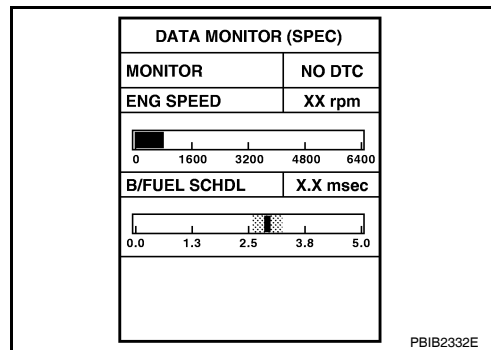 DATA MONITOR (SPEC)
MONITOR NO DTC
ENG SPEED XX rpm
0 1600 3200 4800 6400
B/FUEL SCHDL X.X msec
0.0 1.3 2.5 3.8 5.0
PBIB2332E